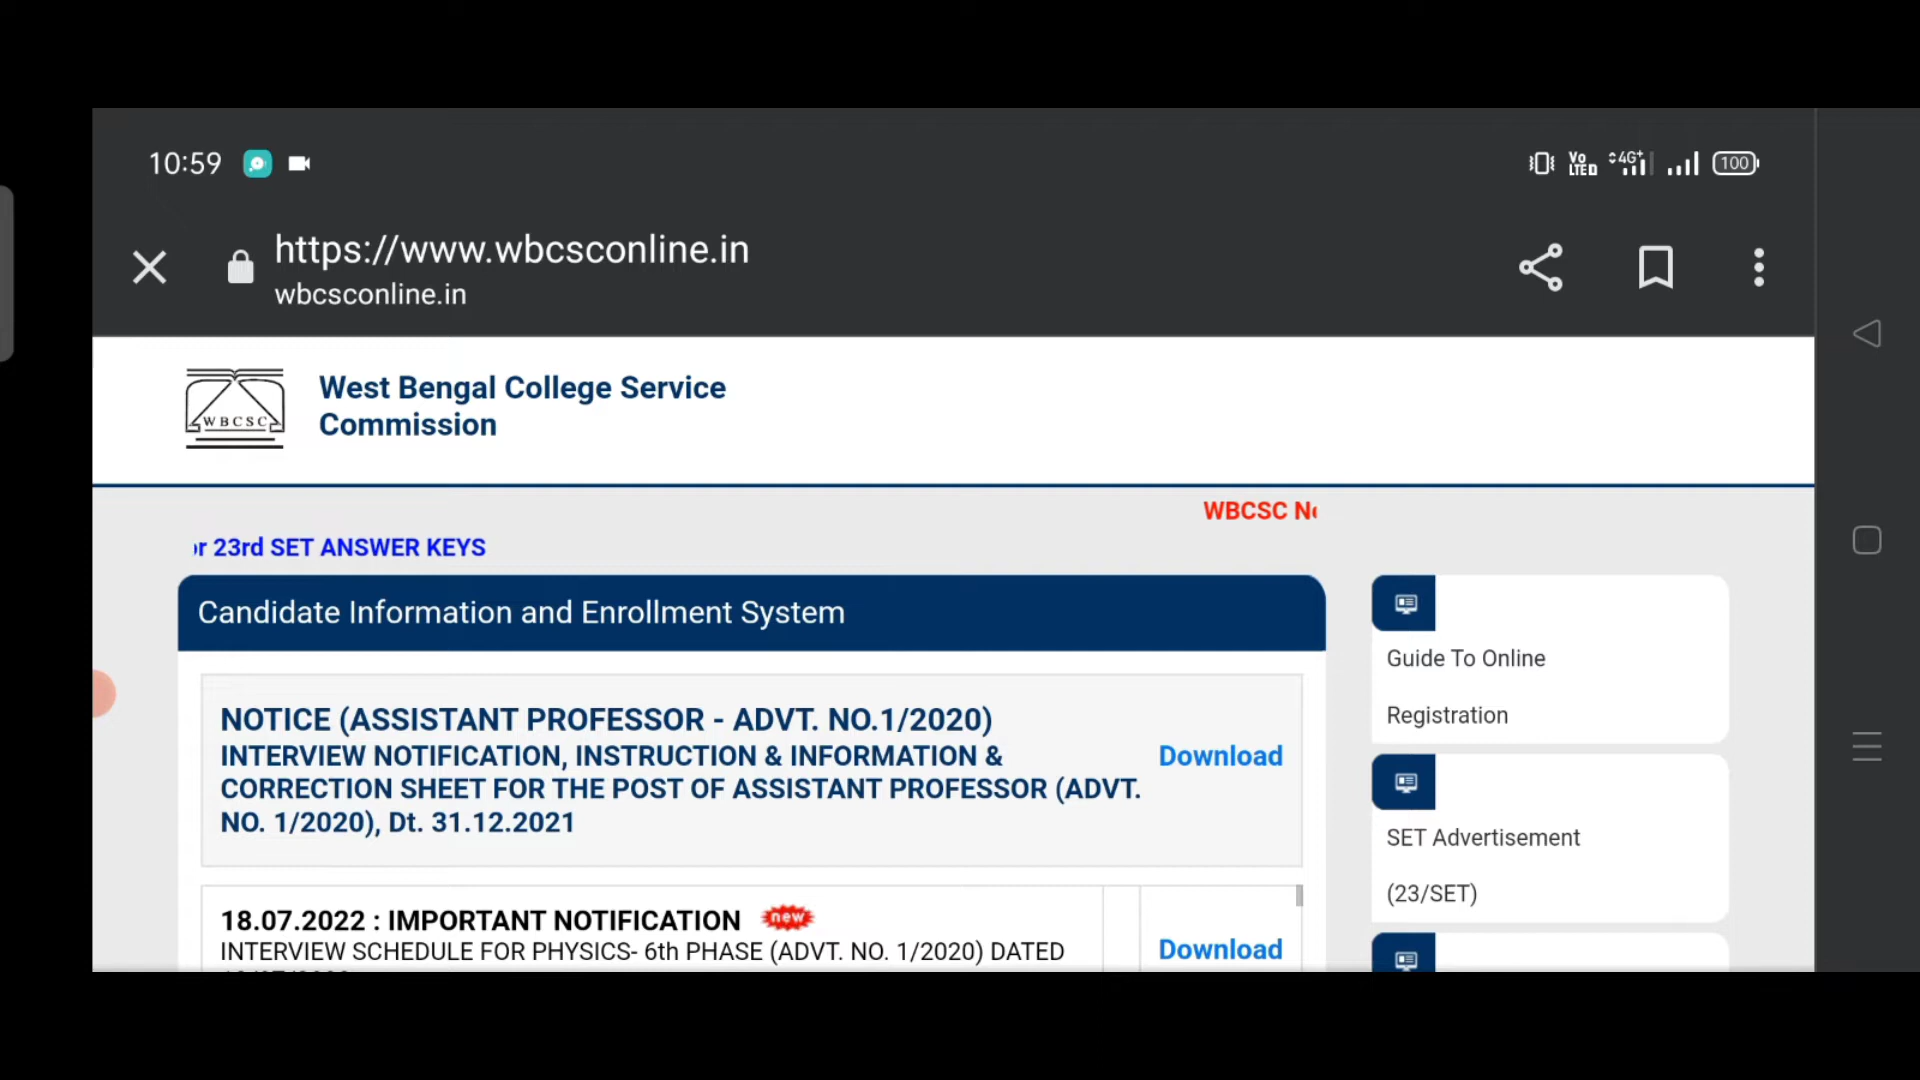 10:59
Vo LTE D 4G+ 100
https://www.wbcsconline.in
wbcsconline.in
WBCSC
West Bengal College Service
Commission
WBCSC
r 23rd SET ANSWER KEYS
Candidate Information and Enrollment System
NOTICE (ASSISTANT PROFESSOR - ADVT. NO.1/2020)
INTERVIEW NOTIFICATION, INSTRUCTION & INFORMATION &
CORRECTION SHEET FOR THE POST OF ASSISTANT PROFESSOR (ADVT.
NO. 1/2020), Dt. 31.12.2021
Download
18.07.2022 : IMPORTANT NOTIFICATION new
INTERVIEW SCHEDULE FOR PHYSICS- 6th PHASE (ADVT. NO. 1/2020) DATED
Download
Guide To Online
Registration
SET Advertisement
(23/SET)